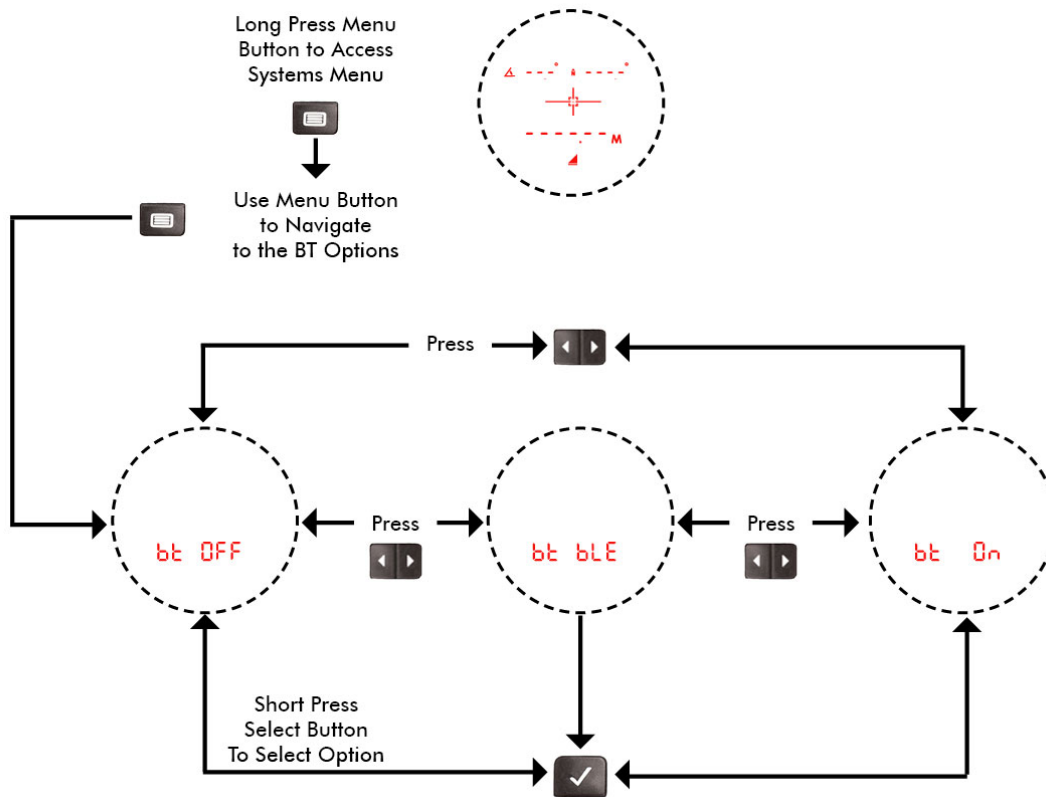 Long Press Menu
Button to Access
Systems Menu
M
Use Menu Button
to Navigate
to the BT Options
Press
Press
Press
bt OFF
bt bLE
bt On
Short Press
Select Button
To Select Option